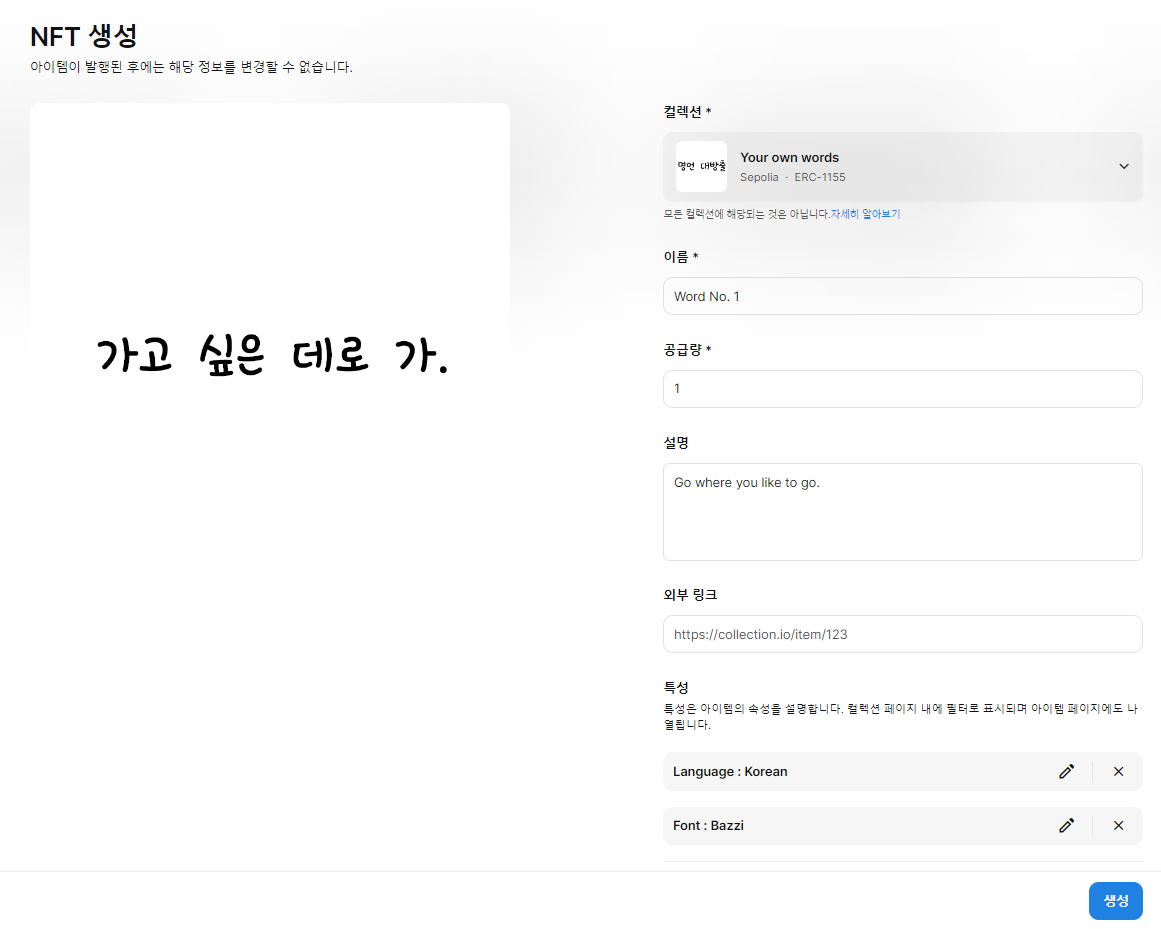 NFT 생성
아이템이 발행된 후에는 해당 정보를 변경할 수 없습니다.
가고 싶은 데로 가.
컬렉션 *
명언 대방출
Your own words
Sepolia · ERC-1155
모든 컬렉션에 해당되는 것은 아닙니다.자세히 알아보기
이름 *
Word No. 1
공급량 *
1
설명
Go where you like to go.
외부 링크
https://collection.io/item/123
특성
특성은 아이템의 속성을 설명합니다. 컬렉션 페이지 내에 필터로 표시되며 아이템 페이지에도 나
열됩니다.
Language : Korean
Font : Bazzi
생성